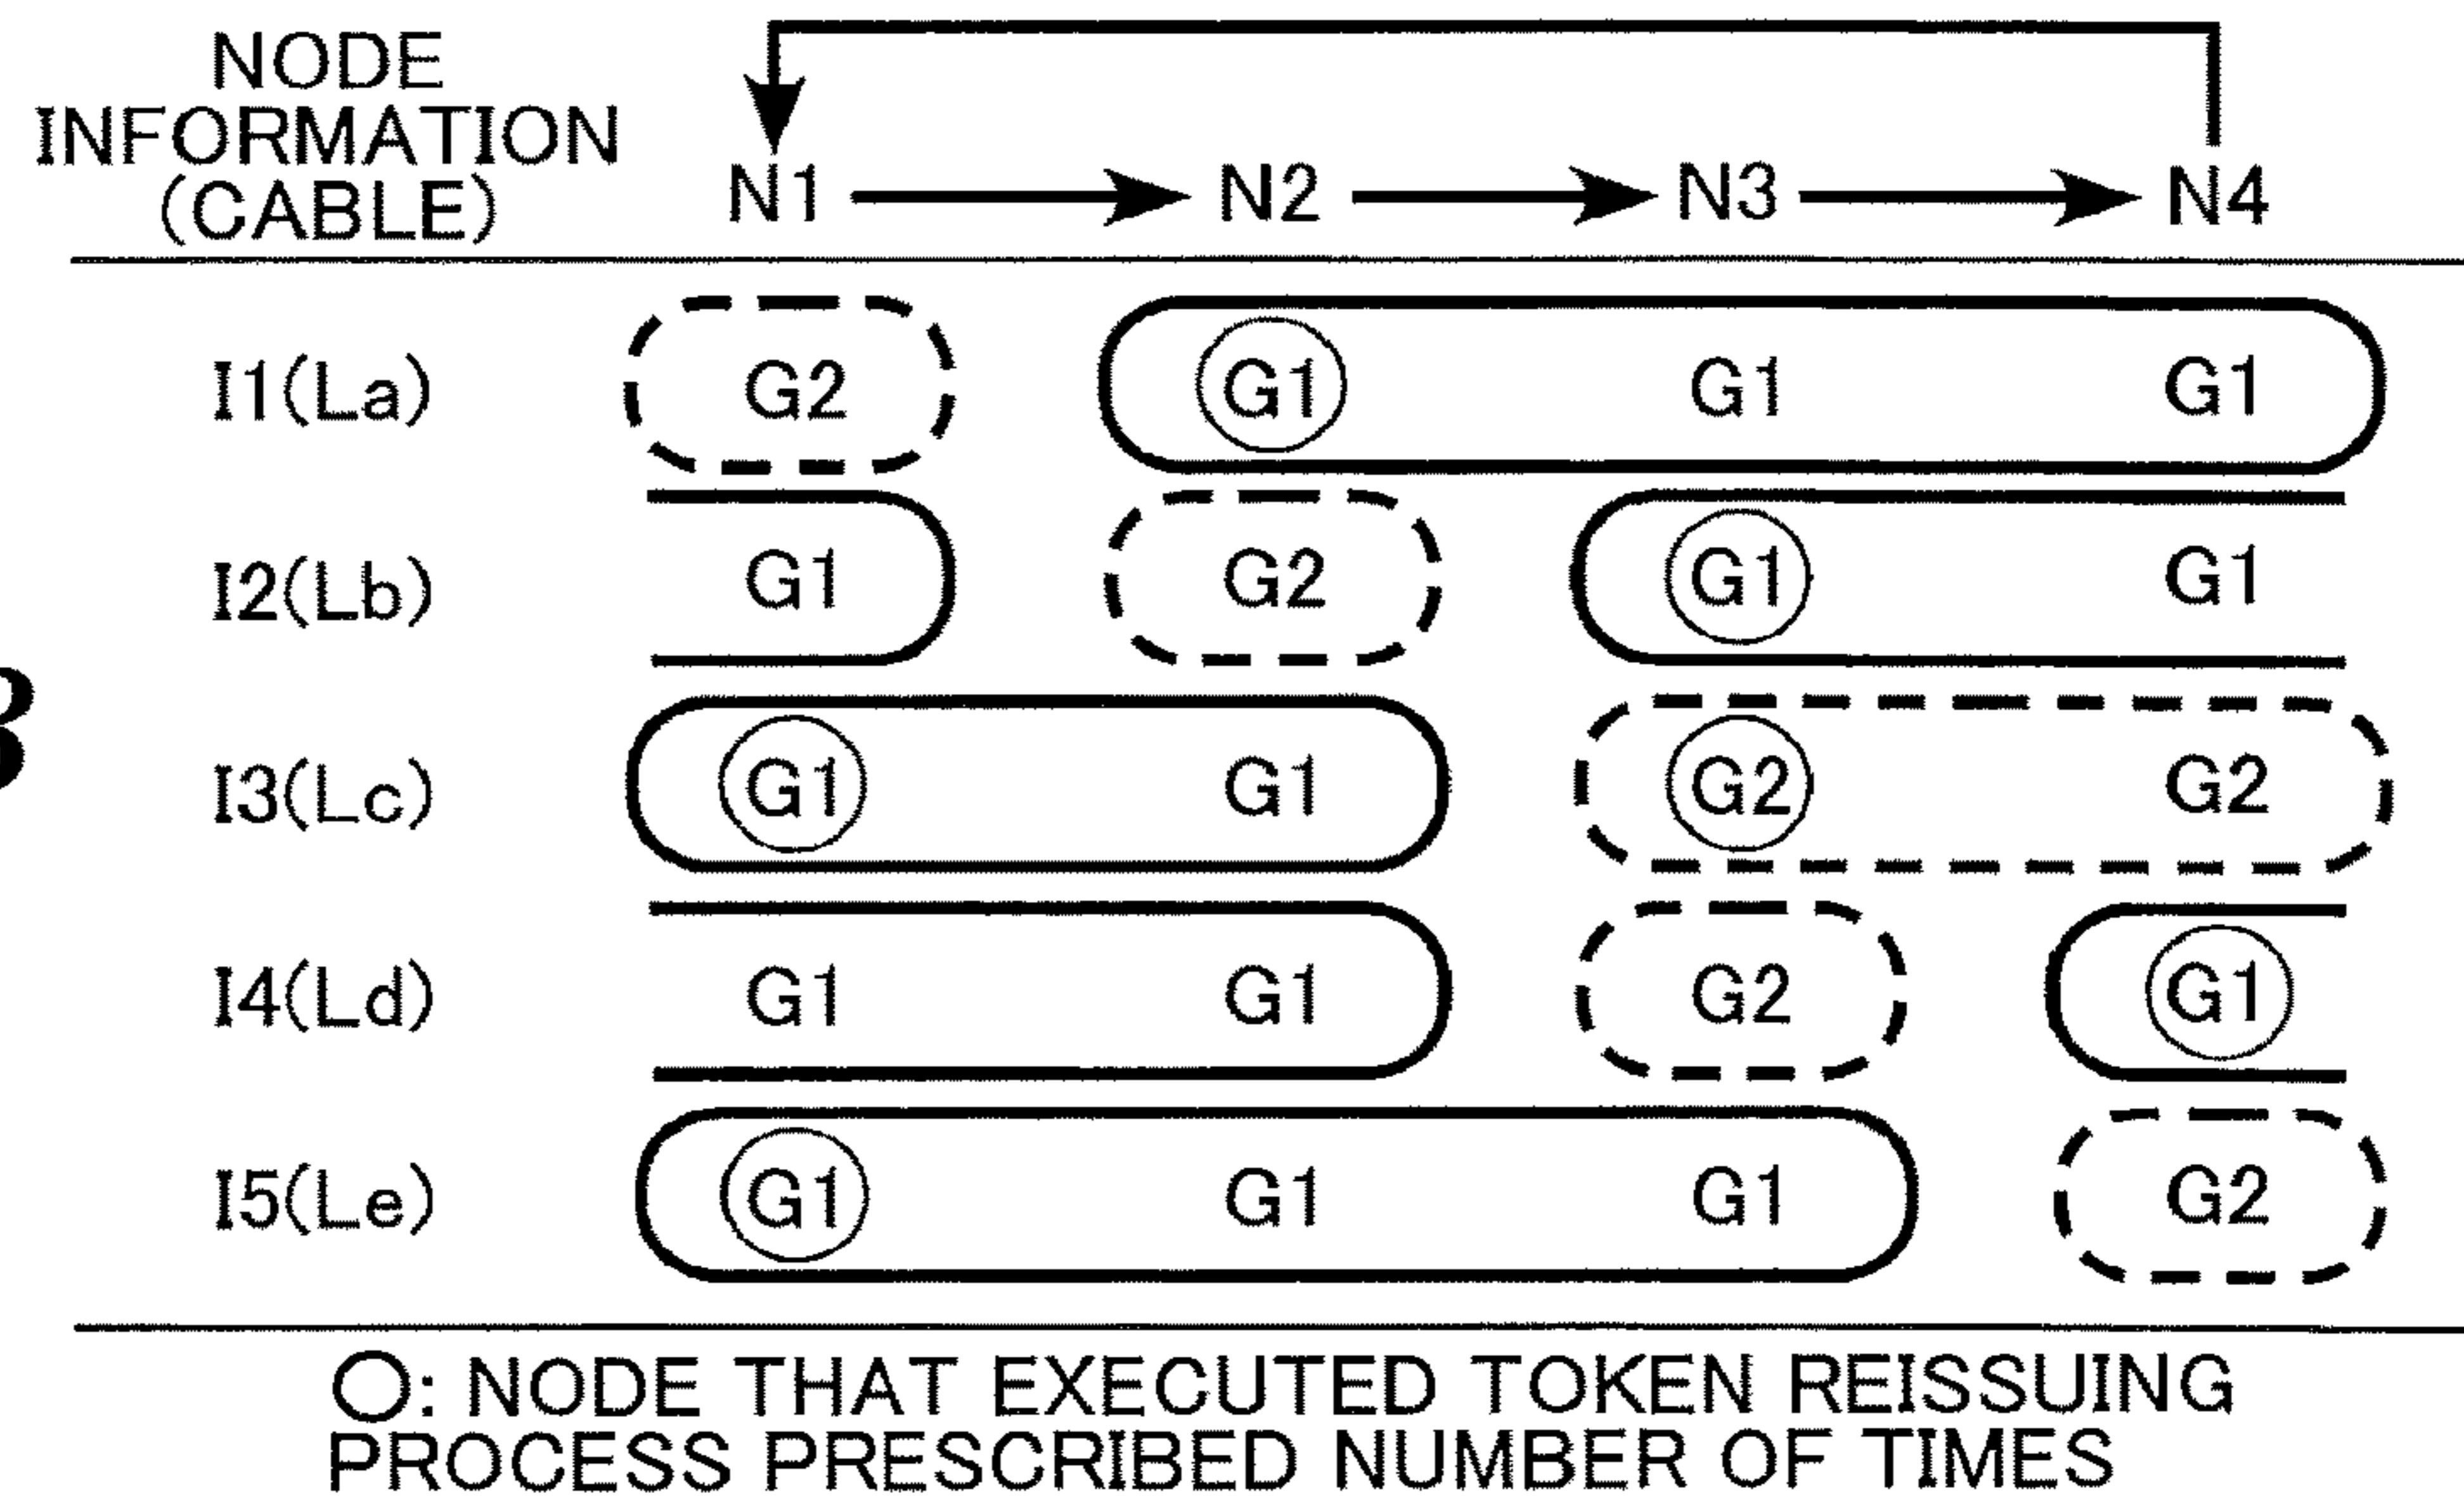 NODE
INFORMATION
(CABLE)
N1 N2 N3 N4
I1(La) G2 G1 G1 G1
I2(Lb) G1 G2 G1 G1
I3(Lc) G1 G1 G2 G2
I4(Ld) G1 G1 G2 G1
I5(Le) G1 G1 G1 G2
○: NODE THAT EXECUTED TOKEN REISSUING
PROCESS PRESCRIBED NUMBER OF TIMES